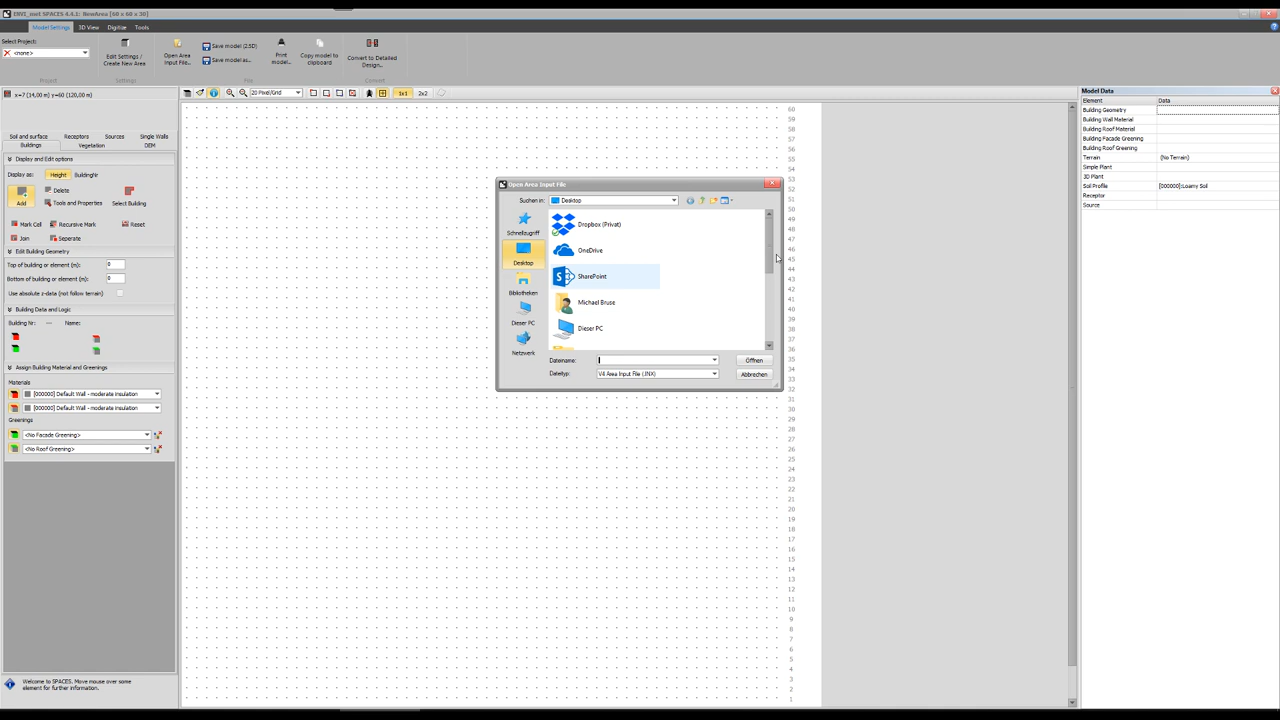 ENVI_met SPACES 4.4.1: NewArea [60 x 60 x 30]
Model Settings 3D View Digitize Tools
Select Project:
<none>
Edit Settings / Create New Area
Open Area Input File...
Save model (2.5D)
Save model as...
Print model...
Copy model to clipboard
Convert to Detailed Design...
Project Settings File Convert
x=7 (14,00 m) y=60 (120,00 m)
20 Pixel/Grid
1x1 2x2
Soil and surface Receptors Sources Single Walls
Buildings Vegetation DEM
Display and Edit options
Display as: Height BuildingNr
Add
Delete
Tools and Properties
Select Building
Mark Cell Recursive Mark Reset
Join Seperate
Edit Building Geometry
Top of building or element (m): 0
Bottom of building or element (m): 0
Use absolute z-data (not follow terrain)
Building Data and Logic
Building Nr: --- Name:
Assign Building Material and Greenings
Materials
[000000] Default Wall - moderate insulation
[000000] Default Wall - moderate insulation
Greenings
<No Facade Greening>
<No Roof Greening>
Welcome to SPACES. Move mouse over some element for further information.
Open Area Input File
Suchen in: Desktop
Schnellzugriff
Desktop
Bibliotheken
Dieser PC
Netzwerk
Dropbox (Privat)
OneDrive
SharePoint
Michael Bruse
Dieser PC
Dateiname: Öffnen
Dateityp: V4 Area Input File (.INX) Abbrechen
60
59
58
57
56
55
54
53
52
51
50
49
48
47
46
45
44
43
42
41
40
39
38
37
36
35
34
33
32
31
30
29
28
27
26
25
24
23
22
21
20
19
18
17
16
15
14
13
12
11
10
9
8
7
6
5
4
3
2
1
Model Data
Element Data
Building Geometry
Building Wall Material
Building Roof Material
Building Facade Greening
Building Roof Greening
Terrain (No Terrain)
Simple Plant
3D Plant
Soil Profile [000000]:Loamy Soil
Receptor
Source